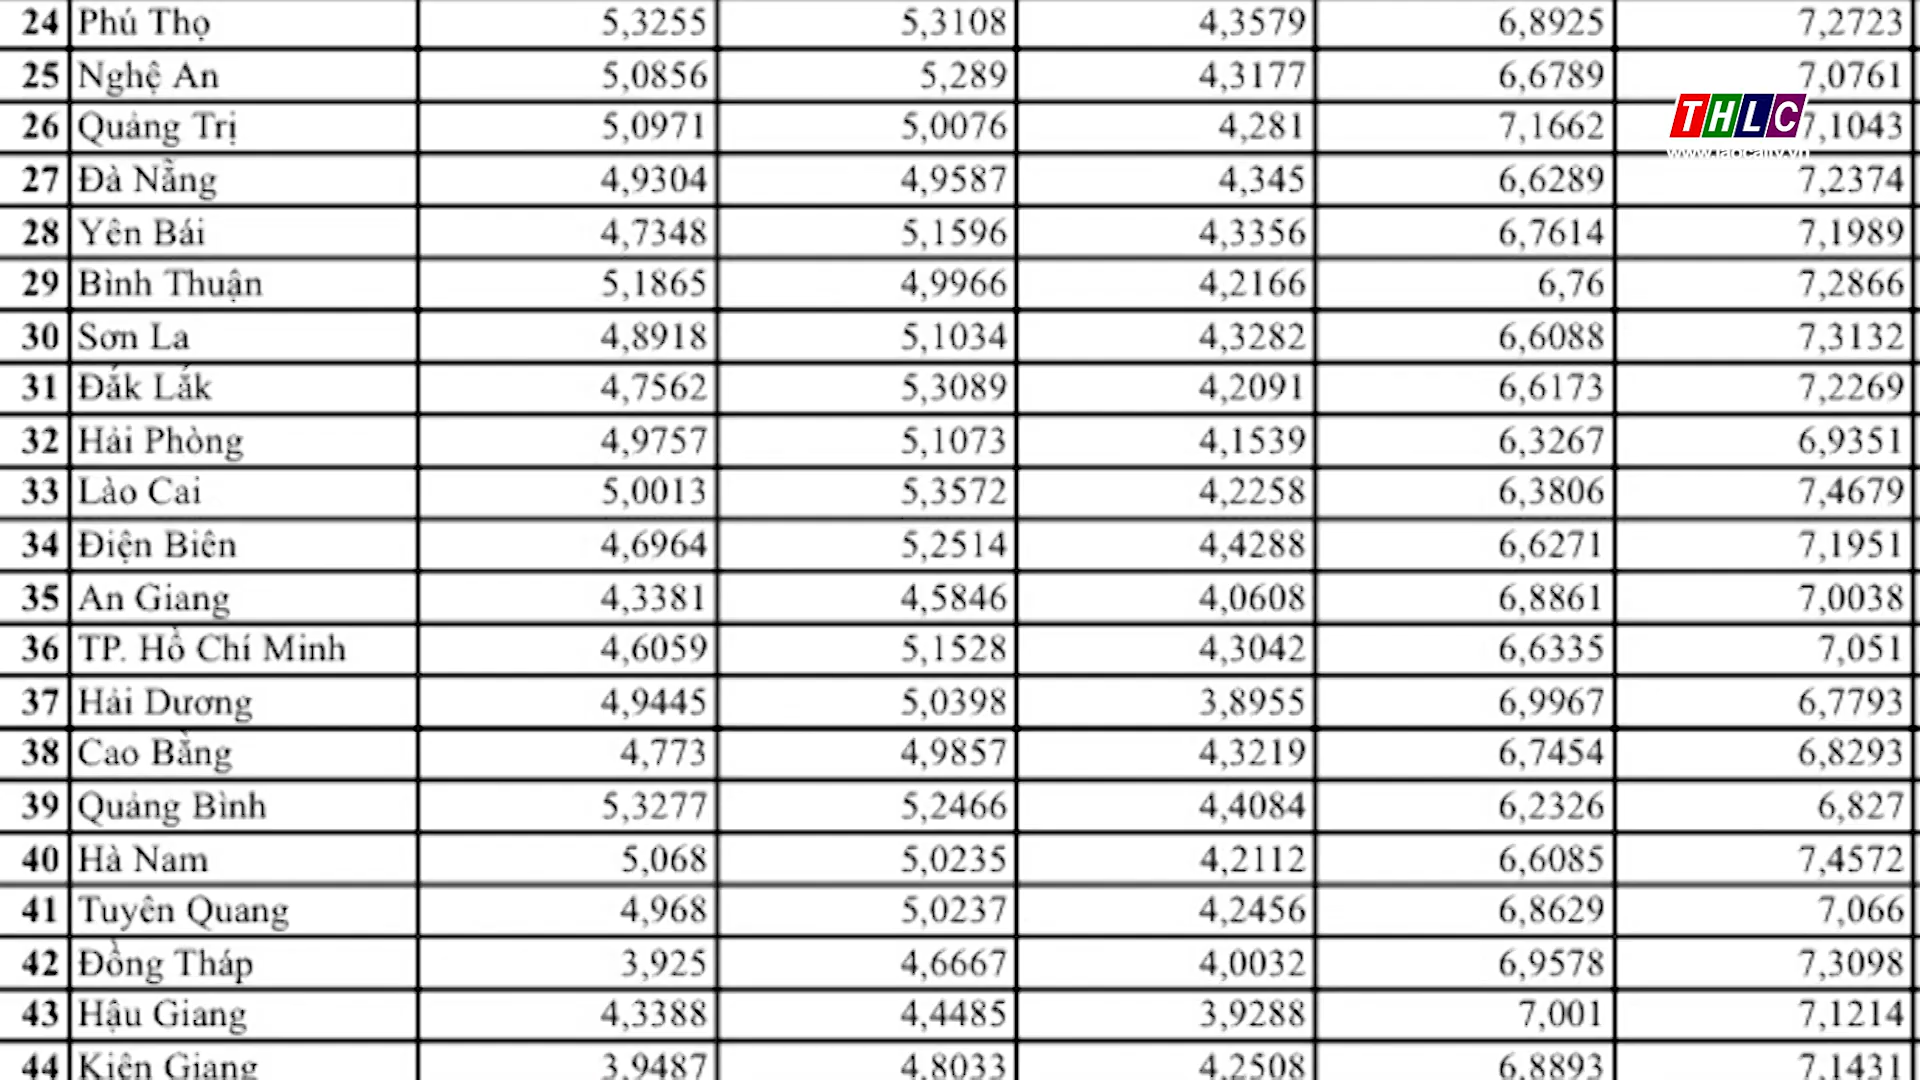 24 Phú Thọ 5,3255 5,3108 4,3579 6,8925 7,2723
25 Nghệ An 5,0856 5,289 4,3177 6,6789 7,0761
THLC
26 Quảng Trị 5,0971 5,0076 4,281 7,1662 7,1043
www.laocaitv.vn
27 Đà Nẵng 4,9304 4,9587 4,345 6,6289 7,2374
28 Yên Bái 4,7348 5,1596 4,3356 6,7614 7,1989
29 Bình Thuận 5,1865 4,9966 4,2166 6,76 7,2866
30 Sơn La 4,8918 5,1034 4,3282 6,6088 7,3132
31 Đắk Lắk 4,7562 5,3089 4,2091 6,6173 7,2269
32 Hải Phòng 4,9757 5,1073 4,1539 6,3267 6,9351
33 Lào Cai 5,0013 5,3572 4,2258 6,3806 7,4679
34 Điện Biên 4,6964 5,2514 4,4288 6,6271 7,1951
35 An Giang 4,3381 4,5846 4,0608 6,8861 7,0038
36 TP. Hồ Chí Minh 4,6059 5,1528 4,3042 6,6335 7,051
37 Hải Dương 4,9445 5,0398 3,8955 6,9967 6,7793
38 Cao Bằng 4,773 4,9857 4,3219 6,7454 6,8293
39 Quảng Bình 5,3277 5,2466 4,4084 6,2326 6,827
40 Hà Nam 5,068 5,0235 4,2112 6,6085 7,4572
41 Tuyên Quang 4,968 5,0237 4,2456 6,8629 7,066
42 Đồng Tháp 3,925 4,6667 4,0032 6,9578 7,3098
43 Hậu Giang 4,3388 4,4485 3,9288 7,001 7,1214
44 Kiên Giang 3,9487 4,8033 4,2508 6,8893 7,1431